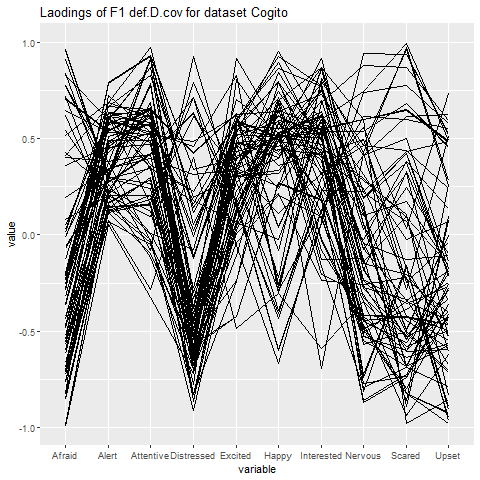 Laodings of F1 def.D.cov for dataset Cogito
1.0
0.5
0.0
-0.5
-1.0
value
Afraid Alert Attentive Distressed Excited Happy Interested Nervous Scared Upset
variable